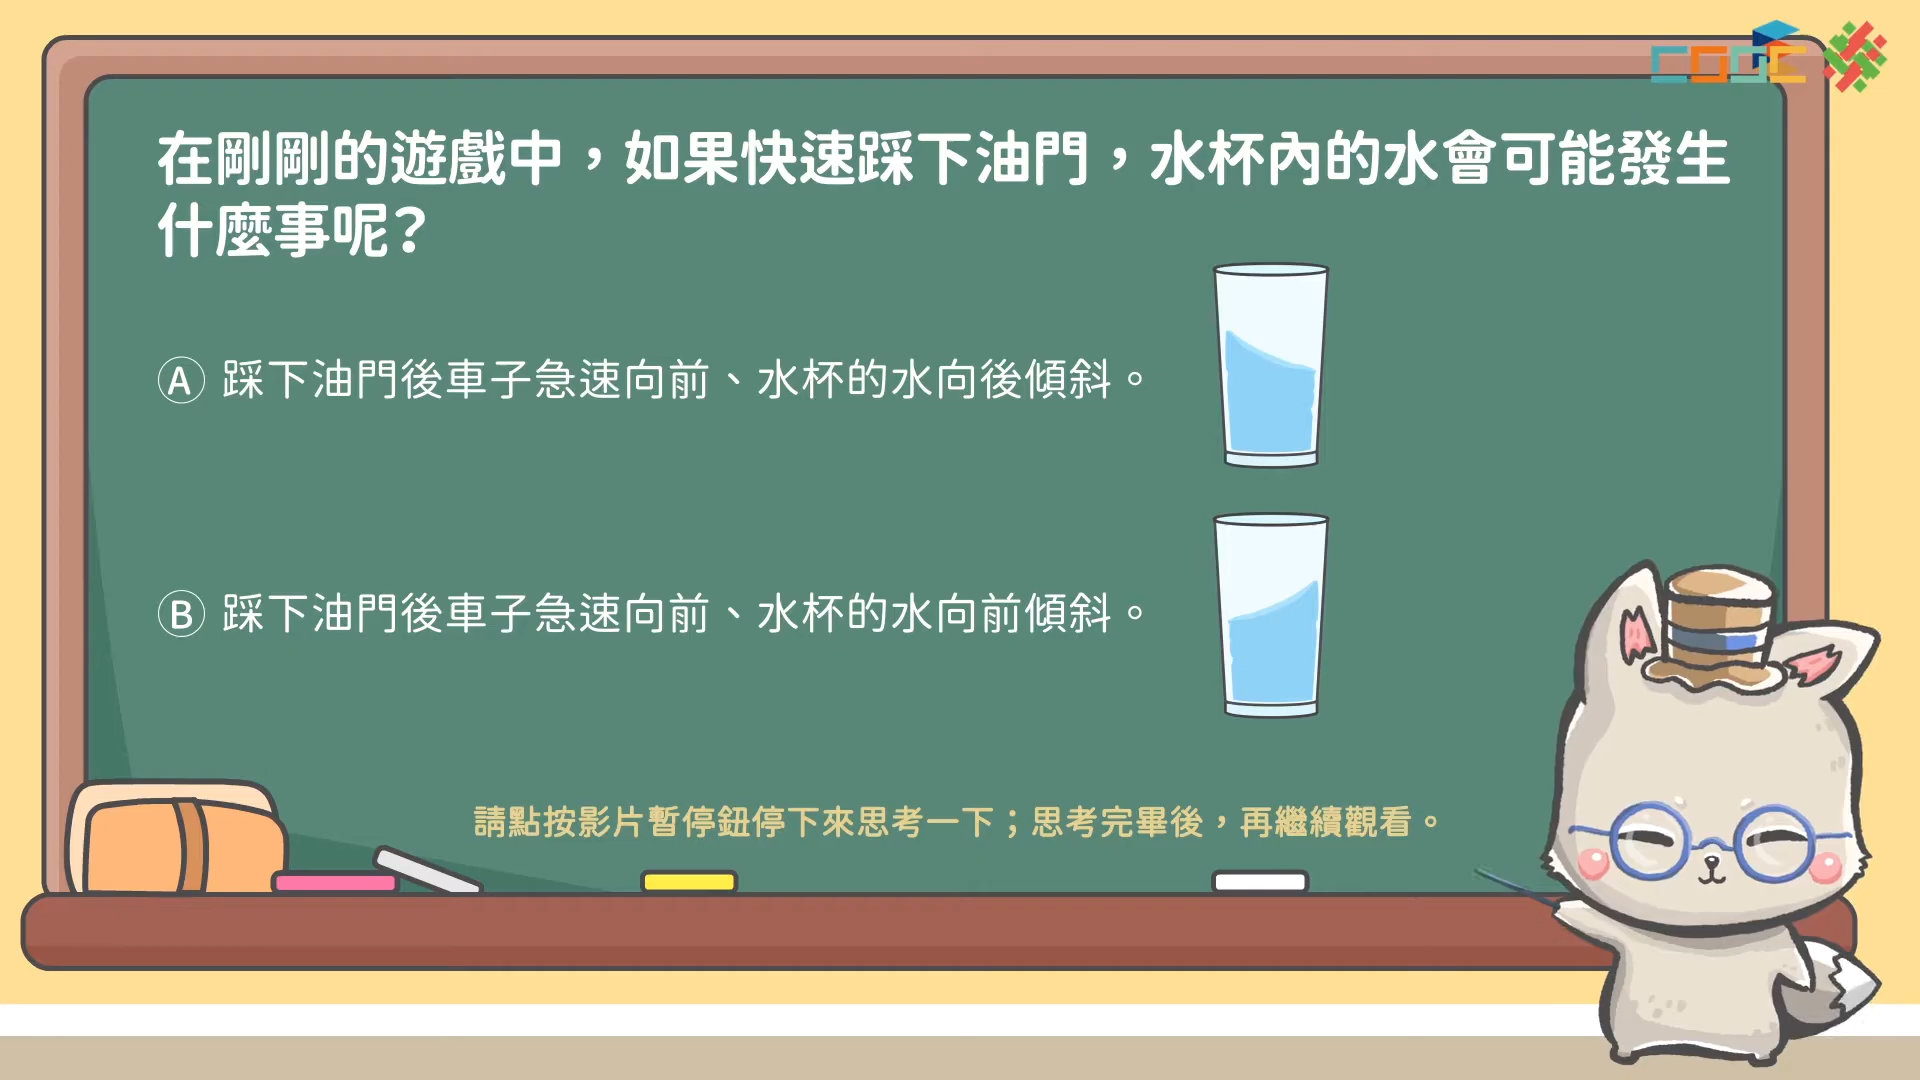 COOC
在剛剛的遊戲中，如果快速踩下油門，水杯內的水會可能發生
什麼事呢？
Ⓐ 踩下油門後車子急速向前、水杯的水向後傾斜。
Ⓑ 踩下油門後車子急速向前、水杯的水向前傾斜。
請點按影片暫停鈕停下來思考一下；思考完畢後，再繼續觀看。